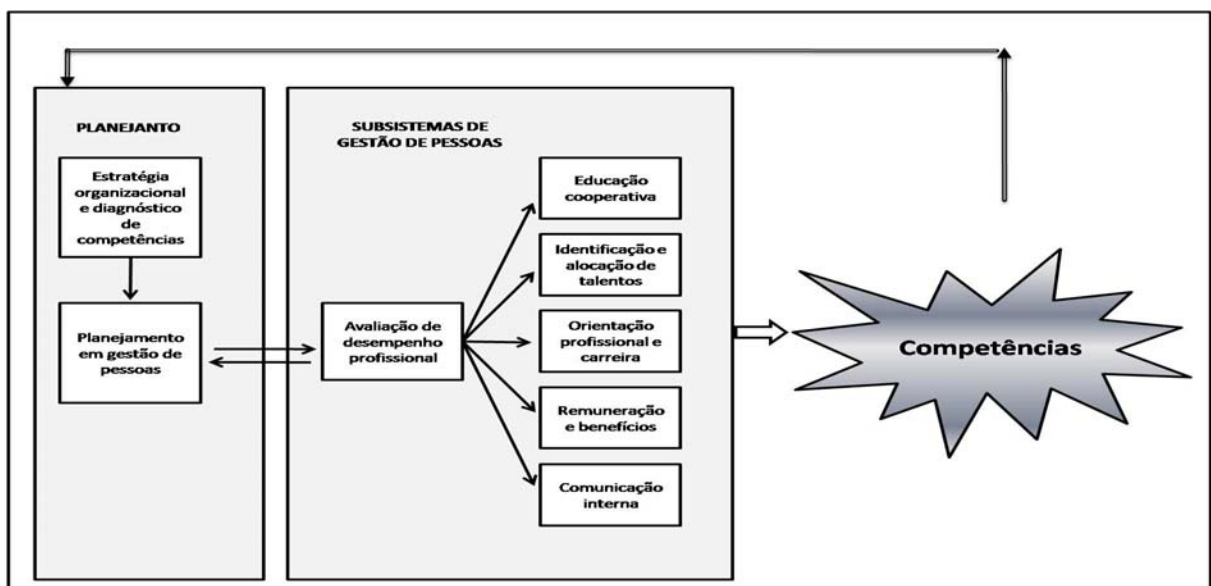 PLANEJANTO
Estratégia
organizacional
e diagnóstico
de
competências
Planejamento
em gestão de
pessoas
SUBSISTEMAS DE
GESTÃO DE PESSOAS
Avaliação de
desempenho
profissional
Educação
cooperativa
Identificação e
alocação de
talentos
Orientação
profissional e
carreira
Remuneração
e benefícios
Comunicação
interna
Competências